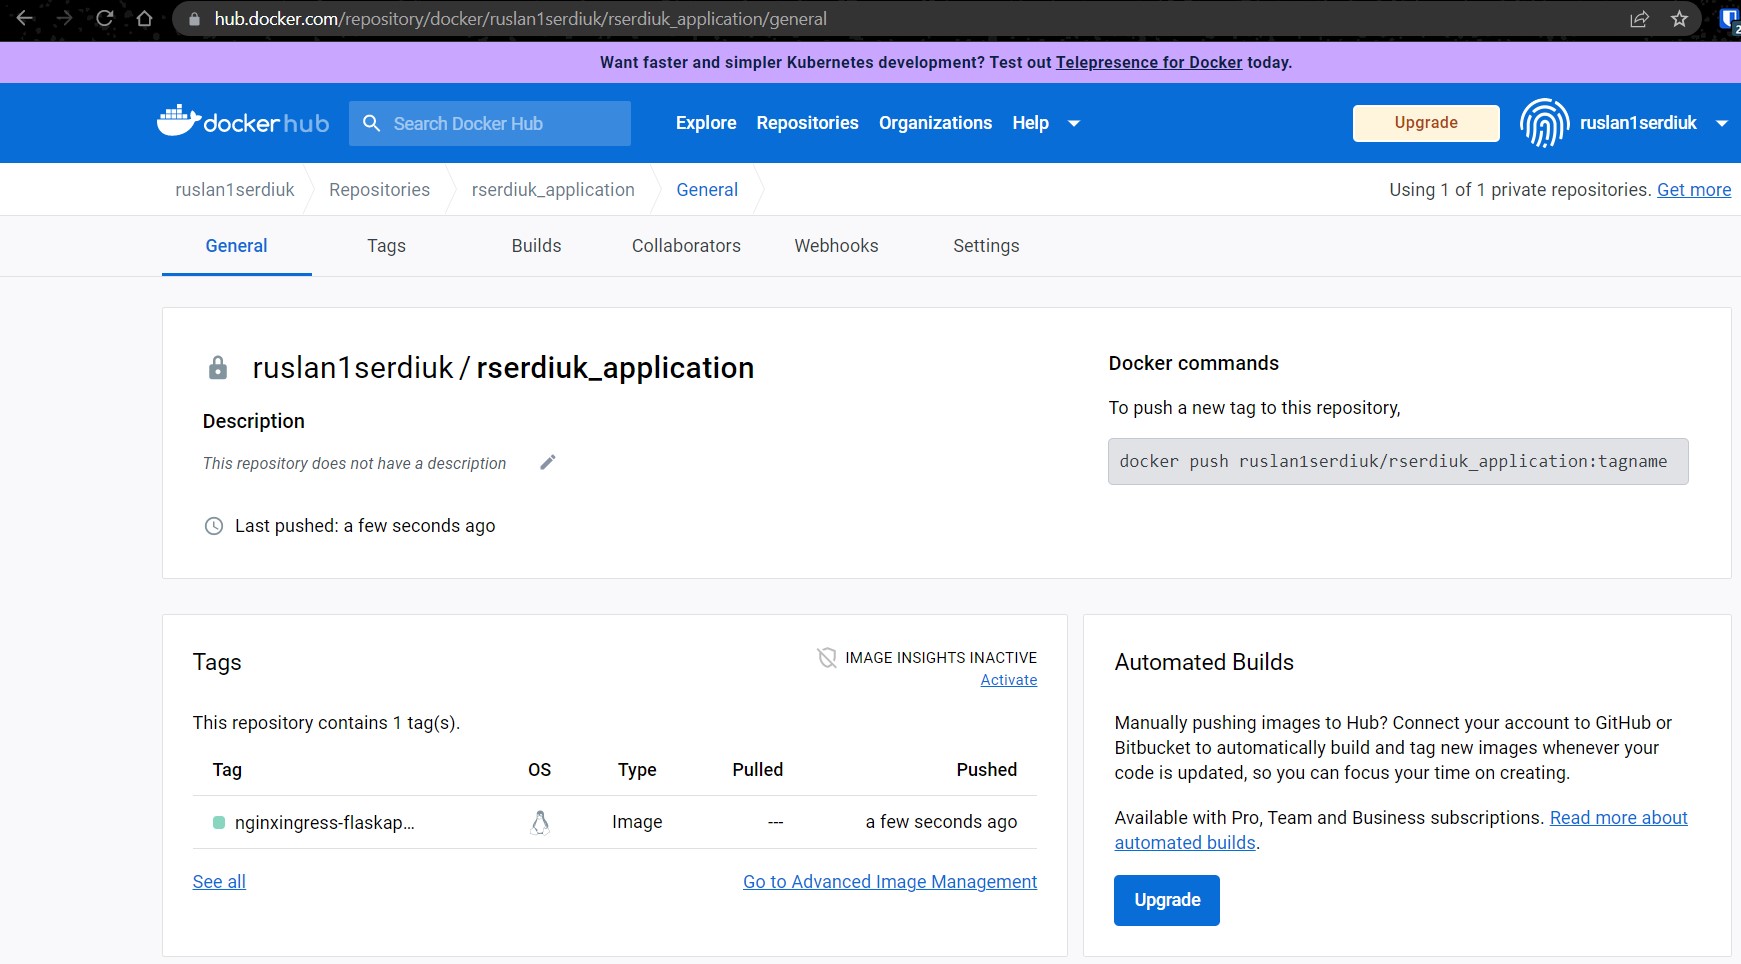 hub.docker.com/repository/docker/ruslan1serdiuk/rserdiuk_application/general
2
Want faster and simpler Kubernetes development? Test out Telepresence for Docker today.
dockerhub
Search Docker Hub
Explore
Repositories
Organizations
Help
Upgrade
ruslan1serdiuk
ruslan1serdiuk
Repositories
rserdiuk_application
General
Using 1 of 1 private repositories. Get more
General
Tags
Builds
Collaborators
Webhooks
Settings
ruslan1serdiuk / rserdiuk_application
Description
This repository does not have a description
Last pushed: a few seconds ago
Docker commands
To push a new tag to this repository,
docker push ruslan1serdiuk/rserdiuk_application:tagname
Tags
IMAGE INSIGHTS INACTIVE
Activate
This repository contains 1 tag(s).
Tag OS Type Pulled Pushed
nginxingress-flaskap... Image --- a few seconds ago
See all
Go to Advanced Image Management
Automated Builds
Manually pushing images to Hub? Connect your account to GitHub or
Bitbucket to automatically build and tag new images whenever your
code is updated, so you can focus your time on creating.
Available with Pro, Team and Business subscriptions. Read more about
automated builds.
Upgrade